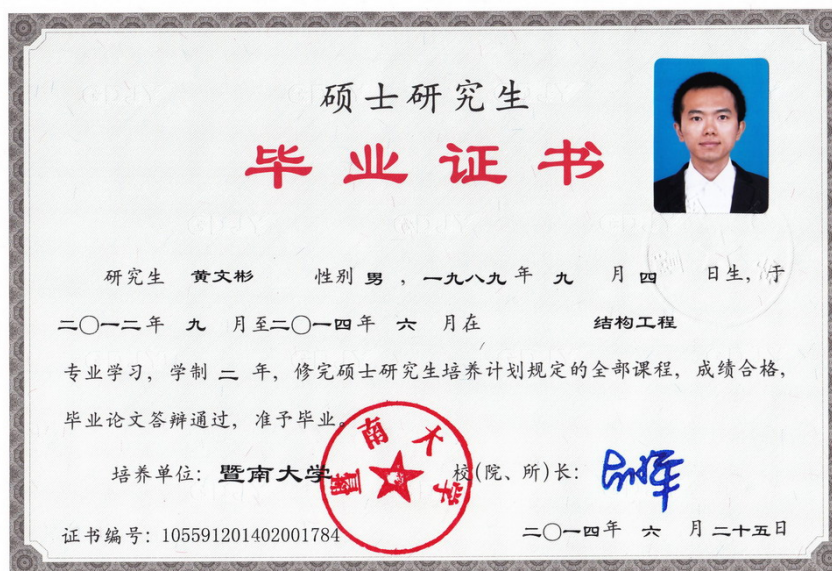 硕士研究生
毕业证书
研究生 黄文彬 性别 男 ，一九八九年 九 月 四 日生，于
二〇一二年 九 月至二〇一四年 六 月在 结构工程
专业学习，学制 二 年，修完硕士研究生培养计划规定的全部课程，成绩合格，
毕业论文答辩通过，准予毕业。
培养单位：暨南大学 校(院、所)长：
暨南大学
证书编号：105591201402001784 二〇一四年 六 月 二十五日